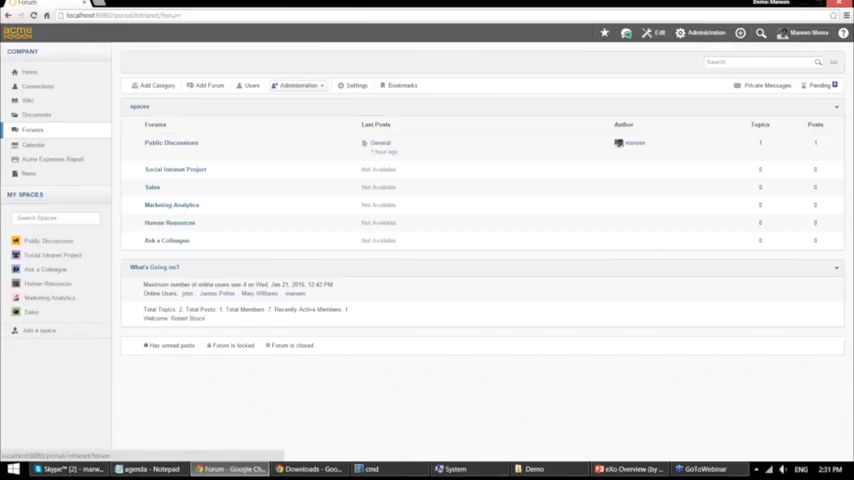 Forum
Demo: Marwen
localhost:8080/portal/intranet/forum
acme
Edit
Administration
COMPANY
Home
Connections
Wiki
Documents
Forums
Calendar
Acme Expenses Report
News
MY SPACES
Search Spaces
Public Discussions
Social Intranet Project
Ask a Colleague
Human Resources
Marketing Analytics
Sales
Join a space
Search
Add Category
Add Forum
Users
Administration
Settings
Bookmarks
Private Messages
Pending
spaces
Forums Last Posts Author Topics Posts
Public Discussions General marwen 1 1
1 hour ago
Social Intranet Project Not Available 0 0
Sales Not Available 0 0
Marketing Analytics Not Available 0 0
Human Resources Not Available 0 0
Ask a Colleague Not Available 0 0
What's Going on?
Maximum number of online users was 4 on Wed, Jan 21, 2015, 12:42 PM
Online Users: john , James Potter , Mary Williams , marwen
Total Topics: 2, Total Posts: 1, Total Members: 7, Recently Active Members: 1
Welcome: Robert Bruce
Has unread posts Forum is locked Forum is closed
localhost:8080/portal/intranet/forum
Skype™ [2] - marw...
agenda - Notepad
Forum - Google Ch...
Downloads - Goo...
cmd
System
Demo
eXo Overview (by ...
GoToWebinar
ENG
2:31 PM